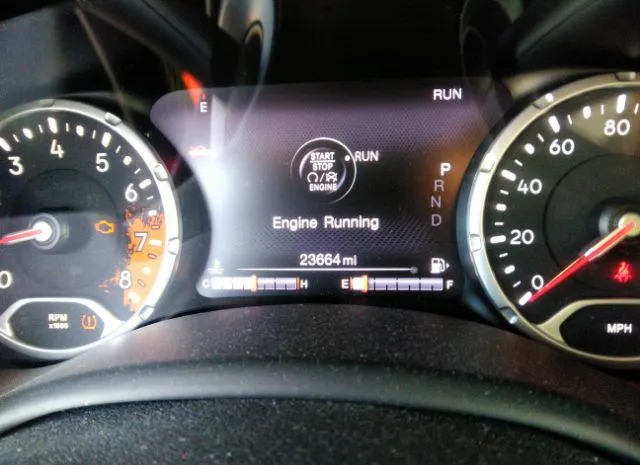 RUN
E
START
STOP
ENGINE
RUN
P
R
N
D
Engine Running
23664 mi
C H
E F
3 4 5 6 7 8
0
RPM
x1000
0 20 40 60 80
MPH